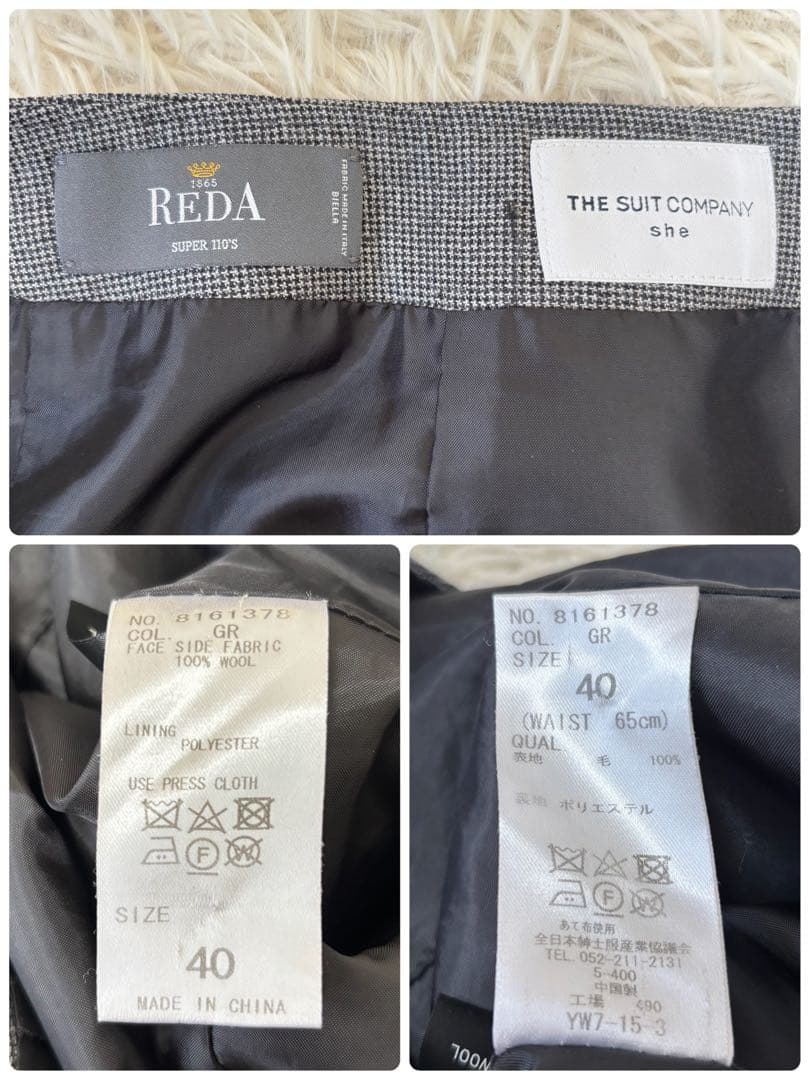 1865
REDA
SUPER 110'S
FABRIC MADE IN ITALY
BIELLA
THE SUIT COMPANY
she
NO. 8161378
COL. GR
FACE SIDE FABRIC
100% WOOL
LINING
POLYESTER
USE PRESS CLOTH
F
W
SIZE
40
MADE IN CHINA
NO. 8161378
COL. GR
SIZE
40
(WAIST 65cm)
QUAL
表地 毛 100%
裏地 ポリエステル
F
W
あて布使用
全日本紳士服産業協議会
TEL 052-211-2131
5-400
中国製
工場 490
YW7-15-3
WOOL